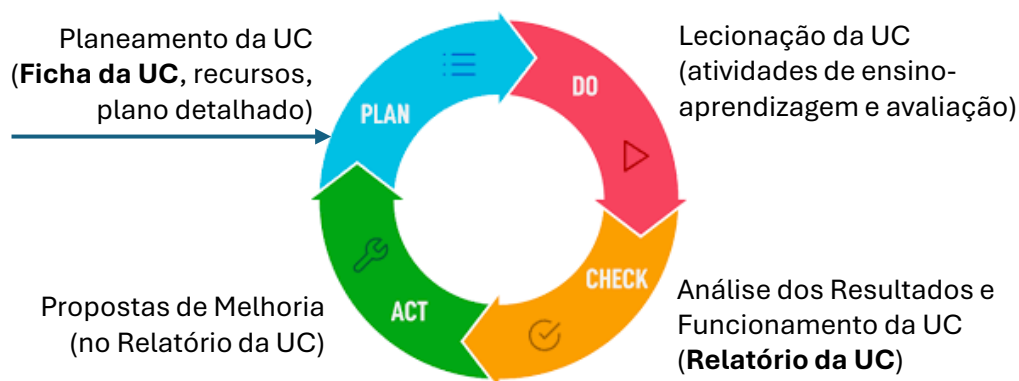 Planeamento da UC
(Ficha da UC, recursos,
plano detalhado)
PLAN
DO
Lecionação da UC
(atividades de ensino-
aprendizagem e avaliação)
CHECK
Análise dos Resultados e
Funcionamento da UC
(Relatório da UC)
ACT
Propostas de Melhoria
(no Relatório da UC)